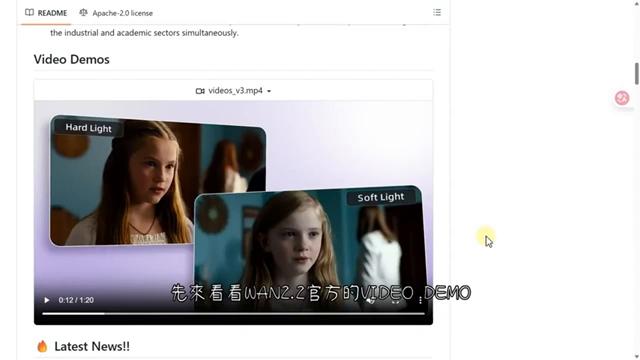 README
Apache-2.0 license
the industrial and academic sectors simultaneously.
Video Demos
videos_v3.mp4
Hard Light
Soft Light
先來看看WAN2.2官方的VIDEO DEMO
0:12 / 1:20
Latest News!!